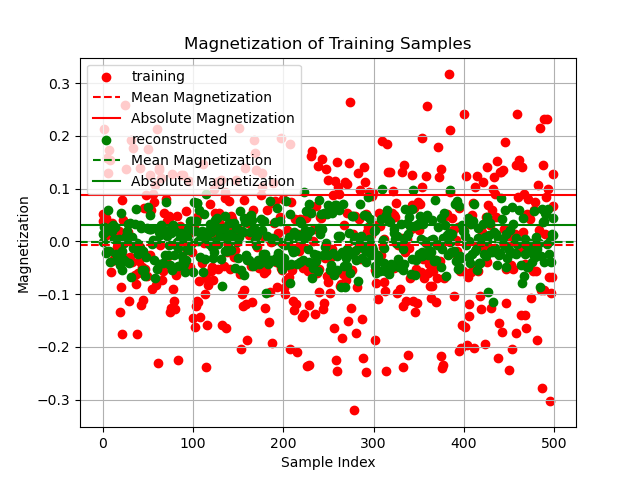 Magnetization of Training Samples
training
Mean Magnetization
Absolute Magnetization
reconstructed
Mean Magnetization
Absolute Magnetization
Magnetization
0.3
0.2
0.1
0.0
−0.1
−0.2
−0.3
0 100 200 300 400 500
Sample Index